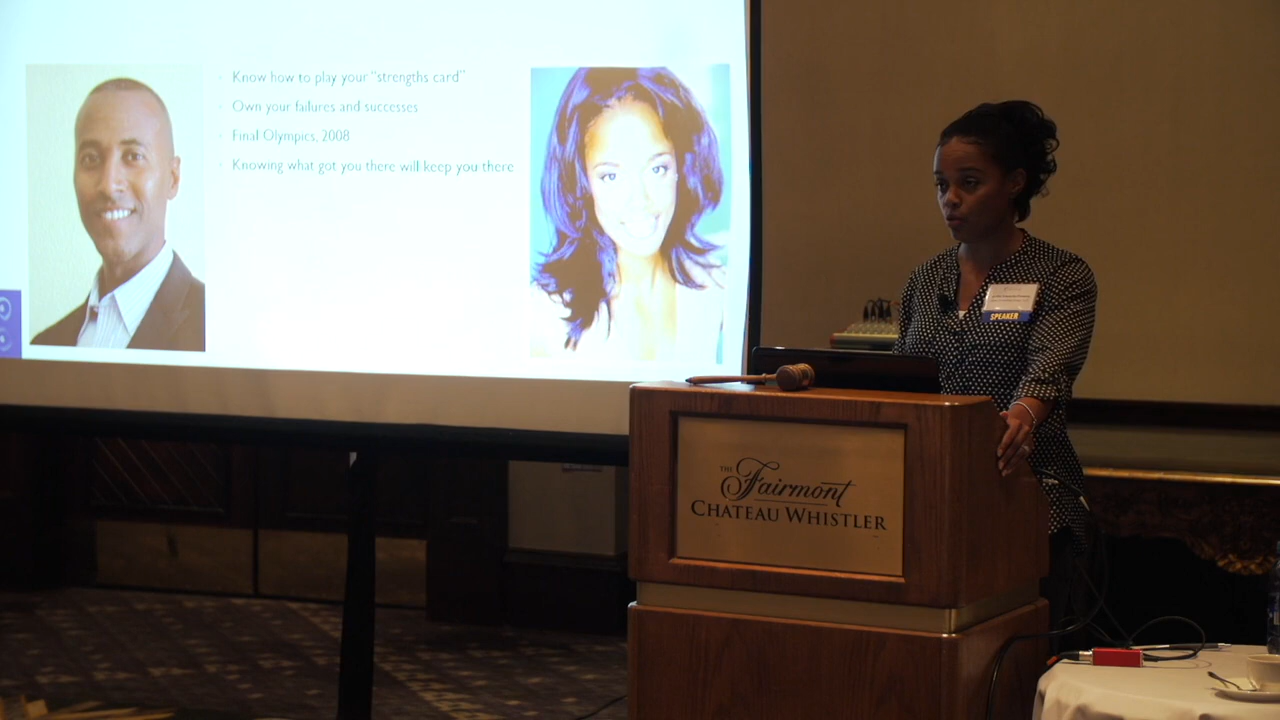 Know how to play your "strengths card"
Own your failures and successes
Final Olympics, 2008
Knowing what got you there will keep you there
SPEAKER
THE
Fairmont
CHATEAU WHISTLER